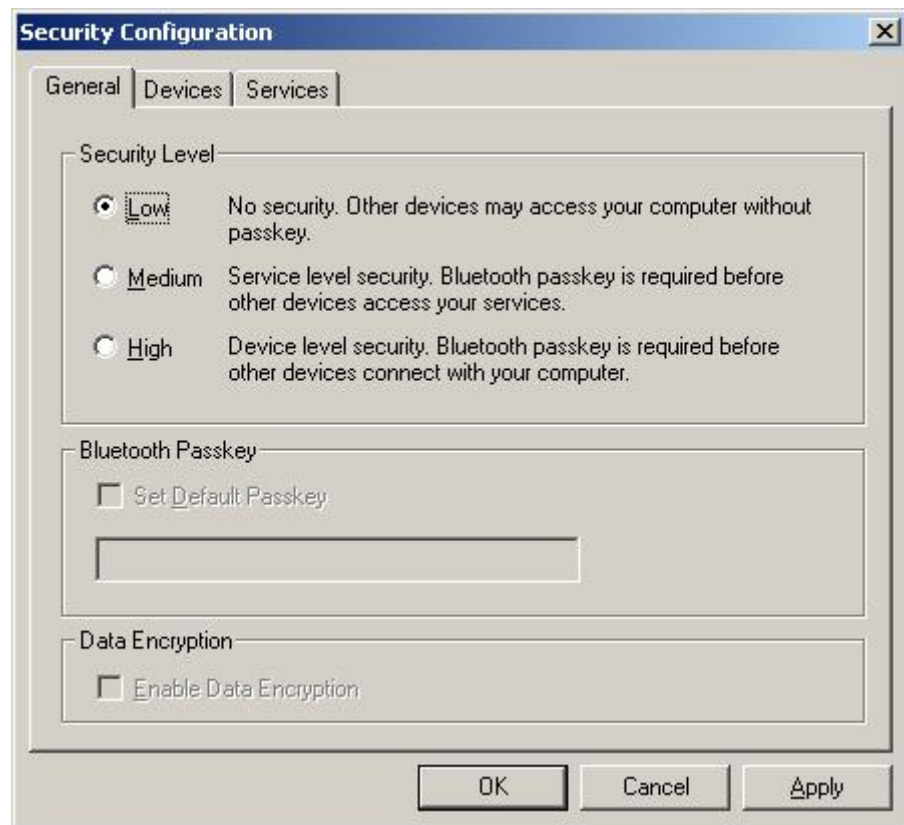 Security Configuration
General Devices Services
Security Level
Low No security. Other devices may access your computer without
passkey.
Medium Service level security. Bluetooth passkey is required before
other devices access your services.
High Device level security. Bluetooth passkey is required before
other devices connect with your computer.
Bluetooth Passkey
Set Default Passkey
Data Encryption
Enable Data Encryption
OK Cancel Apply